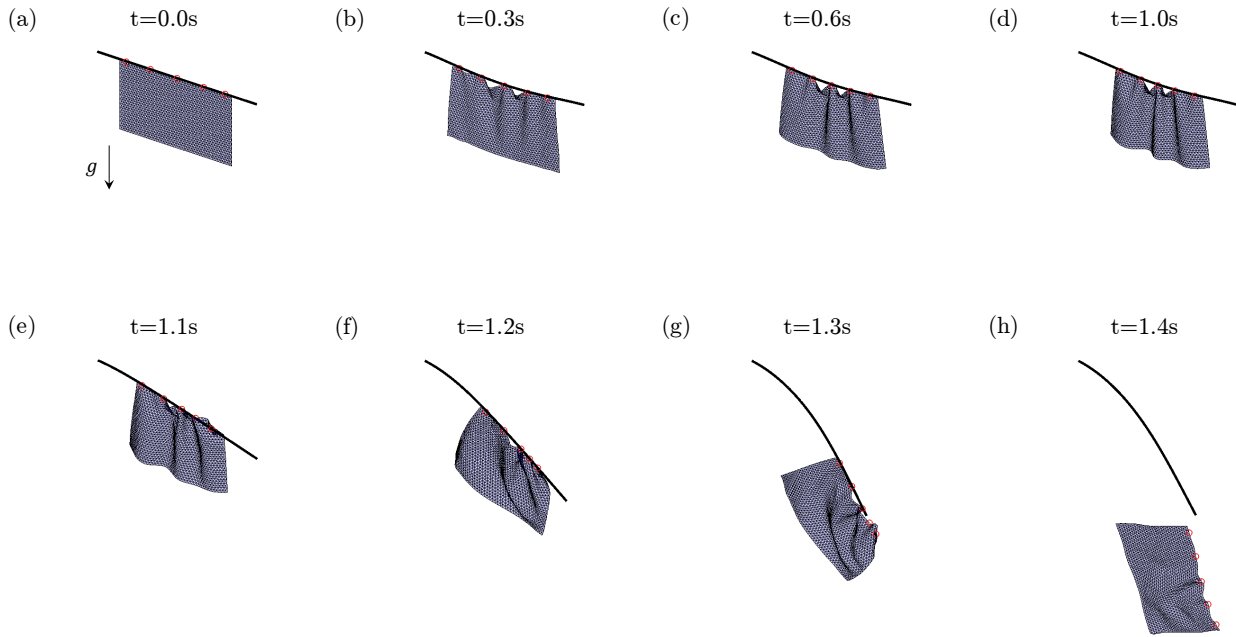 (a) t=0.0s
(b) t=0.3s
(c) t=0.6s
(d) t=1.0s
g
(e) t=1.1s
(f) t=1.2s
(g) t=1.3s
(h) t=1.4s